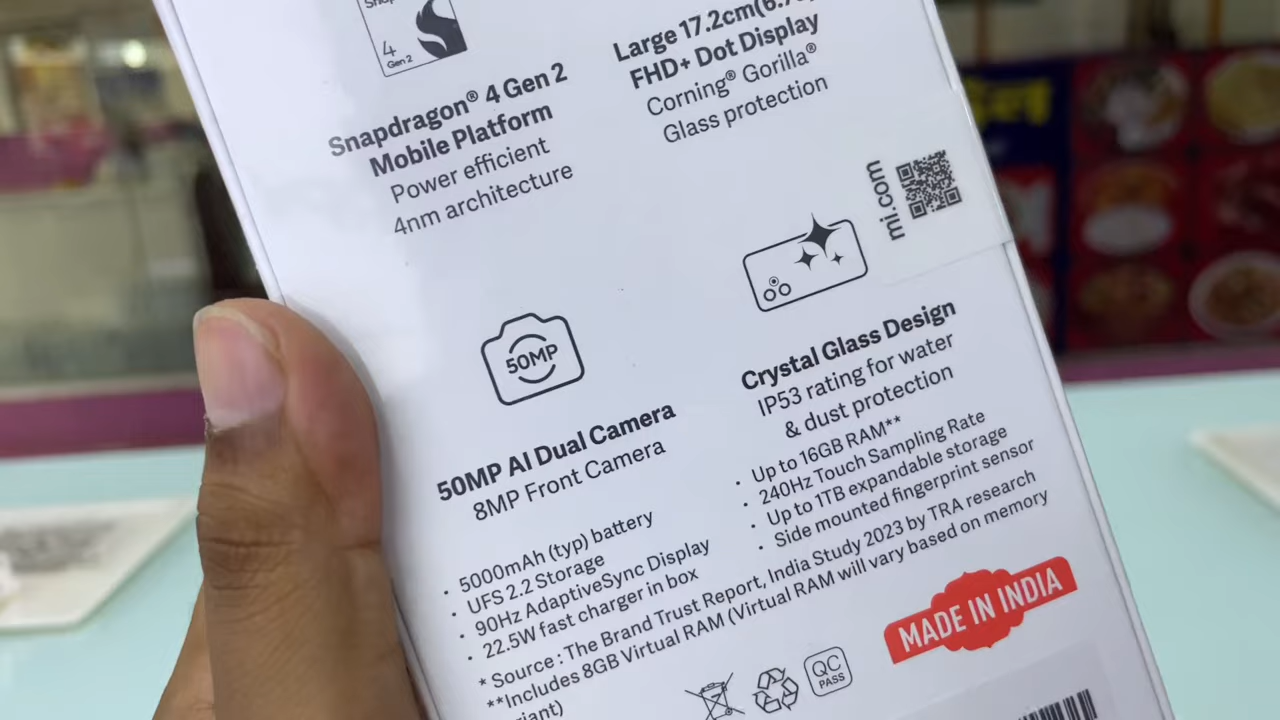 4
Gen 2
Snapdragon® 4 Gen 2
Mobile Platform
Power efficient
4nm architecture
Large 17.2cm
FHD+ Dot Display
Corning® Gorilla®
Glass protection
mi.com
50MP
50MP AI Dual Camera
8MP Front Camera
Crystal Glass Design
IP53 rating for water
& dust protection
· 5000mAh (typ) battery
· UFS 2.2 Storage
· 90Hz AdaptiveSync Display
· 22.5W fast charger in box
· Up to 16GB RAM**
· 240Hz Touch Sampling Rate
· Up to 1TB expandable storage
· Side mounted fingerprint sensor
* Source : The Brand Trust Report, India Study 2023 by TRA research
**Includes 8GB Virtual RAM (Virtual RAM will vary based on memory
QC
PASS
MADE IN INDIA